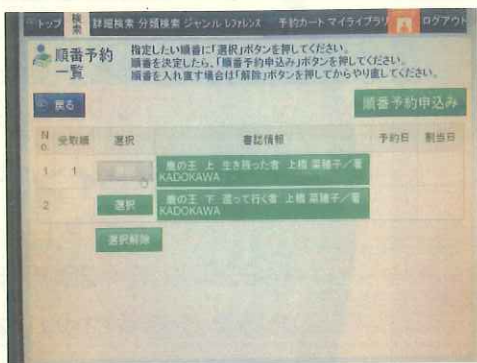 トップ 検索 詳細検索 分類検索 ジャンル レファレンス 予約カート マイライブラリ ログアウト
順番予約一覧
指定したい順番に「選択」ボタンを押してください。
順番を決定したら、「順番予約申込み」ボタンを押してください。
順番を入れ直す場合は「解除」ボタンを押してからやり直してください。
戻る 順番予約申込み
No. 受取順 選択 書誌情報 予約日 割当日
1 1 鹿の王 上 生き残った者 上橋 菜穂子/著
KADOKAWA
2 選択 鹿の王 下 還って行く者 上橋 菜穂子/著
KADOKAWA
選択解除